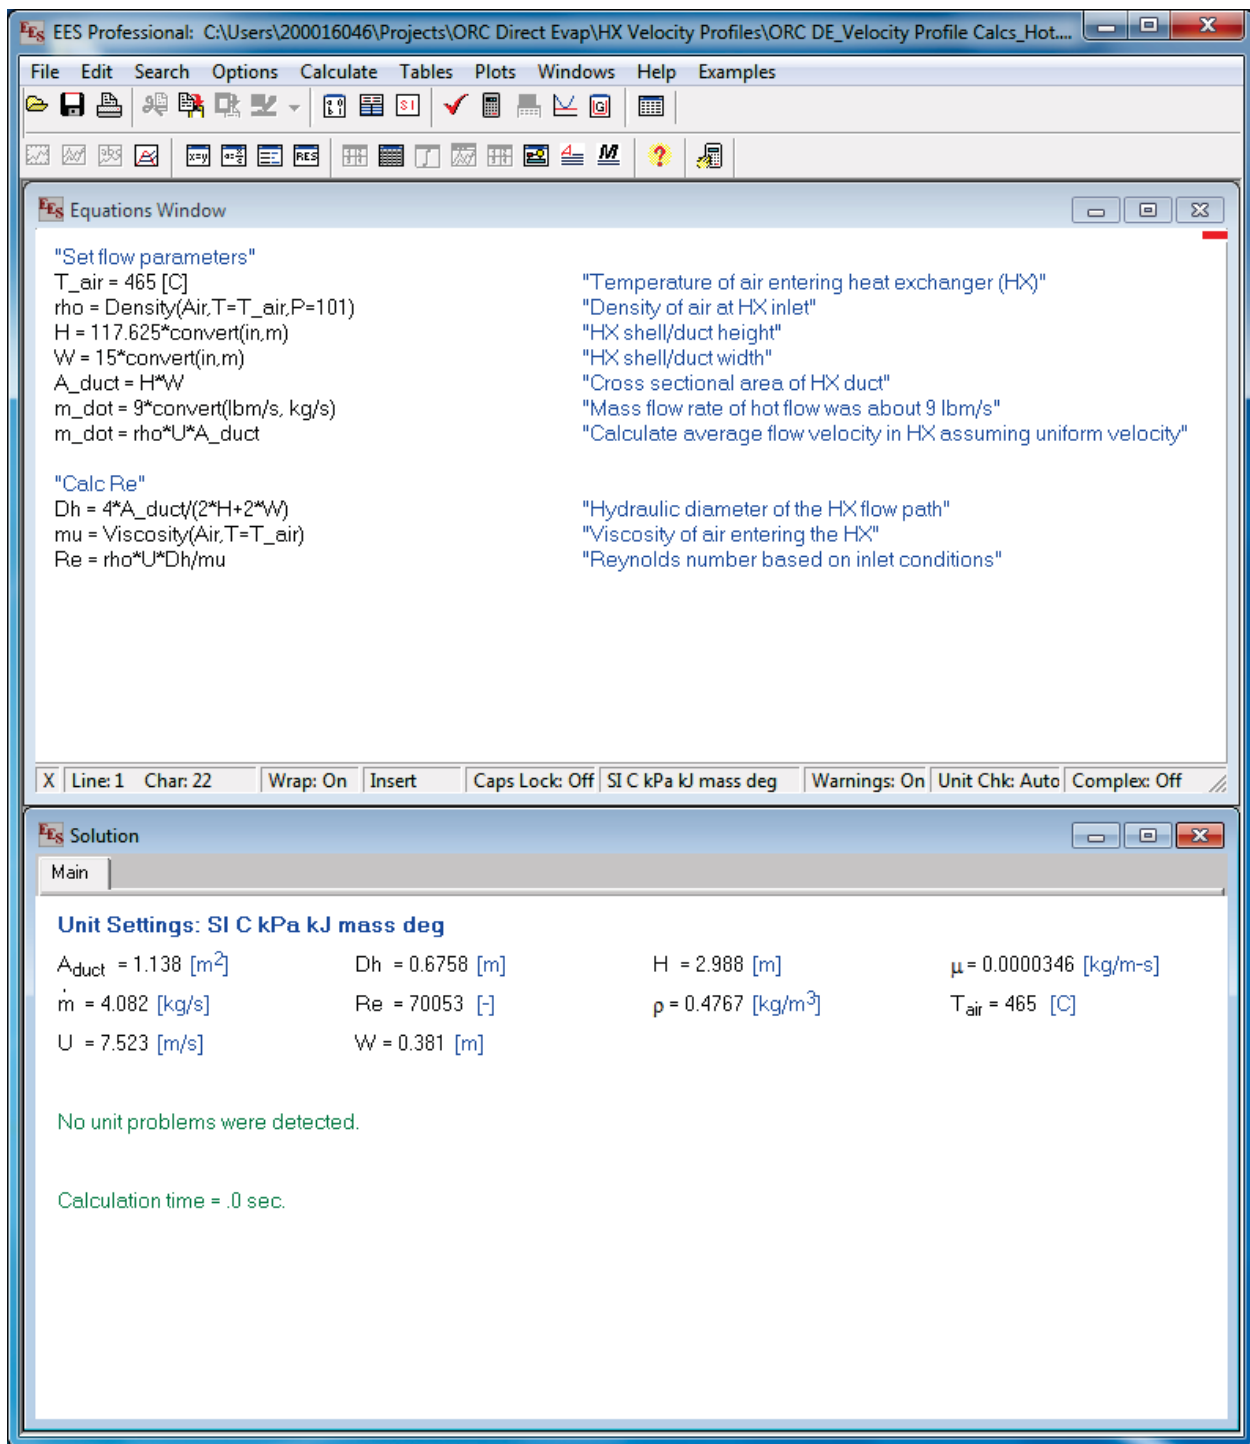 EES Professional: C:\Users\200016046\Projects\ORC Direct Evap\HX Velocity Profiles\ORC DE_Velocity Profile Calcs_Hot....
File Edit Search Options Calculate Tables Plots Windows Help Examples
Equations Window
"Set flow parameters"
T_air = 465 [C] "Temperature of air entering heat exchanger (HX)"
rho = Density(Air,T=T_air,P=101) "Density of air at HX inlet"
H = 117.625*convert(in,m) "HX shell/duct height"
W = 15*convert(in,m) "HX shell/duct width"
A_duct = H*W "Cross sectional area of HX duct"
m_dot = 9*convert(lbm/s, kg/s) "Mass flow rate of hot flow was about 9 lbm/s"
m_dot = rho*U*A_duct "Calculate average flow velocity in HX assuming uniform velocity"
"Calc Re"
Dh = 4*A_duct/(2*H+2*W) "Hydraulic diameter of the HX flow path"
mu = Viscosity(Air,T=T_air) "Viscosity of air entering the HX"
Re = rho*U*Dh/mu "Reynolds number based on inlet conditions"
X Line: 1 Char: 22 Wrap: On Insert Caps Lock: Off SI C kPa kJ mass deg Warnings: On Unit Chk: Auto Complex: Off
Solution
Main
Unit Settings: SI C kPa kJ mass deg
Aduct = 1.138 [m²] Dh = 0.6758 [m] H = 2.988 [m] μ = 0.0000346 [kg/m-s]
ṁ = 4.082 [kg/s] Re = 70053 [-] ρ = 0.4767 [kg/m³] Tair = 465 [C]
U = 7.523 [m/s] W = 0.381 [m]
No unit problems were detected.
Calculation time = .0 sec.